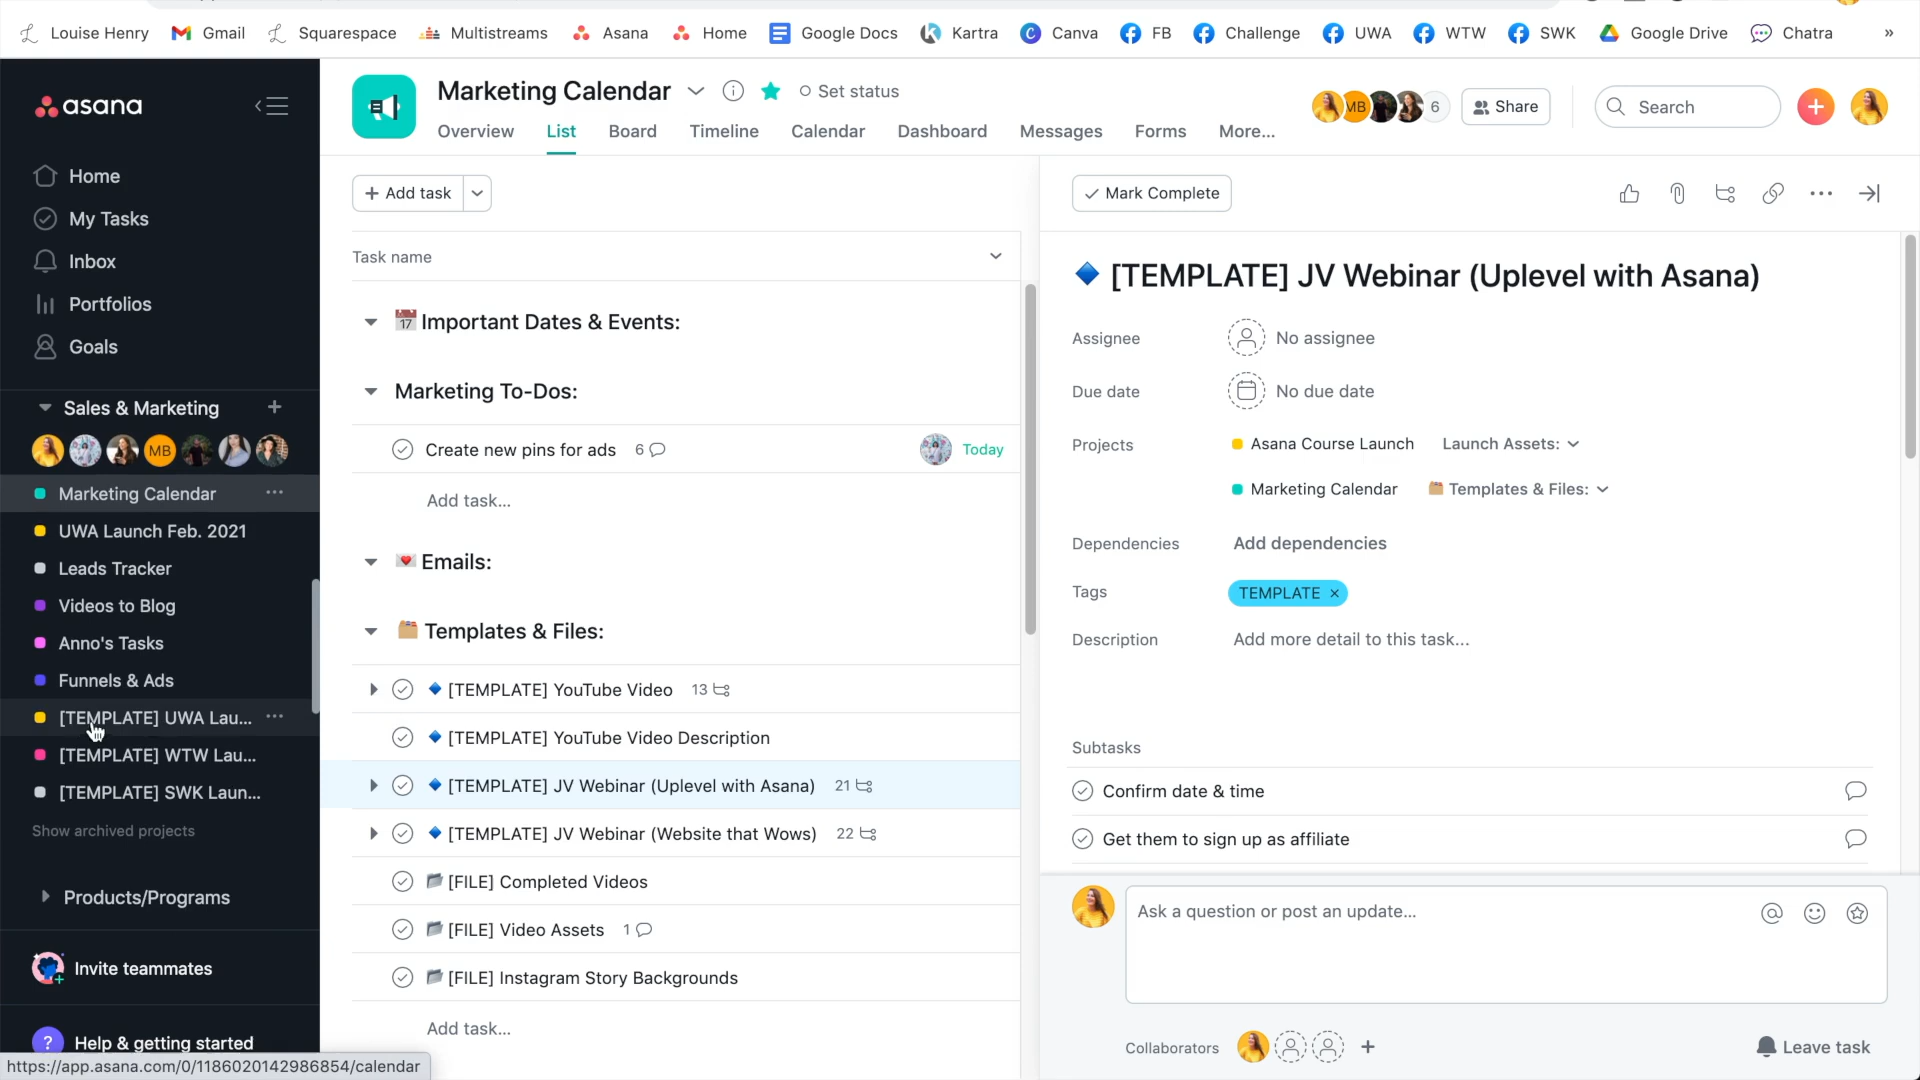 Louise Henry
Gmail
Squarespace
Multistreams
Asana
Home
Google Docs
Kartra
Canva
FB
Challenge
UWA
WTW
SWK
Google Drive
Chatra
»
asana
Home
My Tasks
Inbox
Portfolios
Goals
Sales & Marketing
MB
Marketing Calendar
UWA Launch Feb. 2021
Leads Tracker
Videos to Blog
Anno's Tasks
Funnels & Ads
[TEMPLATE] UWA Lau...
[TEMPLATE] WTW Lau...
[TEMPLATE] SWK Laun...
Show archived projects
Products/Programs
Invite teammates
? Help & getting started
https://app.asana.com/0/1186020142986854/calendar
Marketing Calendar
Set status
Overview
List
Board
Timeline
Calendar
Dashboard
Messages
Forms
More...
MB
6
Share
Search
+ Add task
Task name
17 Important Dates & Events:
Marketing To-Dos:
Create new pins for ads 6
Today
Add task...
Emails:
Templates & Files:
[TEMPLATE] YouTube Video 13
[TEMPLATE] YouTube Video Description
[TEMPLATE] JV Webinar (Uplevel with Asana) 21
[TEMPLATE] JV Webinar (Website that Wows) 22
[FILE] Completed Videos
[FILE] Video Assets 1
[FILE] Instagram Story Backgrounds
Add task...
Mark Complete
[TEMPLATE] JV Webinar (Uplevel with Asana)
Assignee No assignee
Due date No due date
Projects Asana Course Launch Launch Assets:
Marketing Calendar Templates & Files:
Dependencies Add dependencies
Tags TEMPLATE ×
Description Add more detail to this task...
Subtasks
Confirm date & time
Get them to sign up as affiliate
Ask a question or post an update...
Collaborators
Leave task